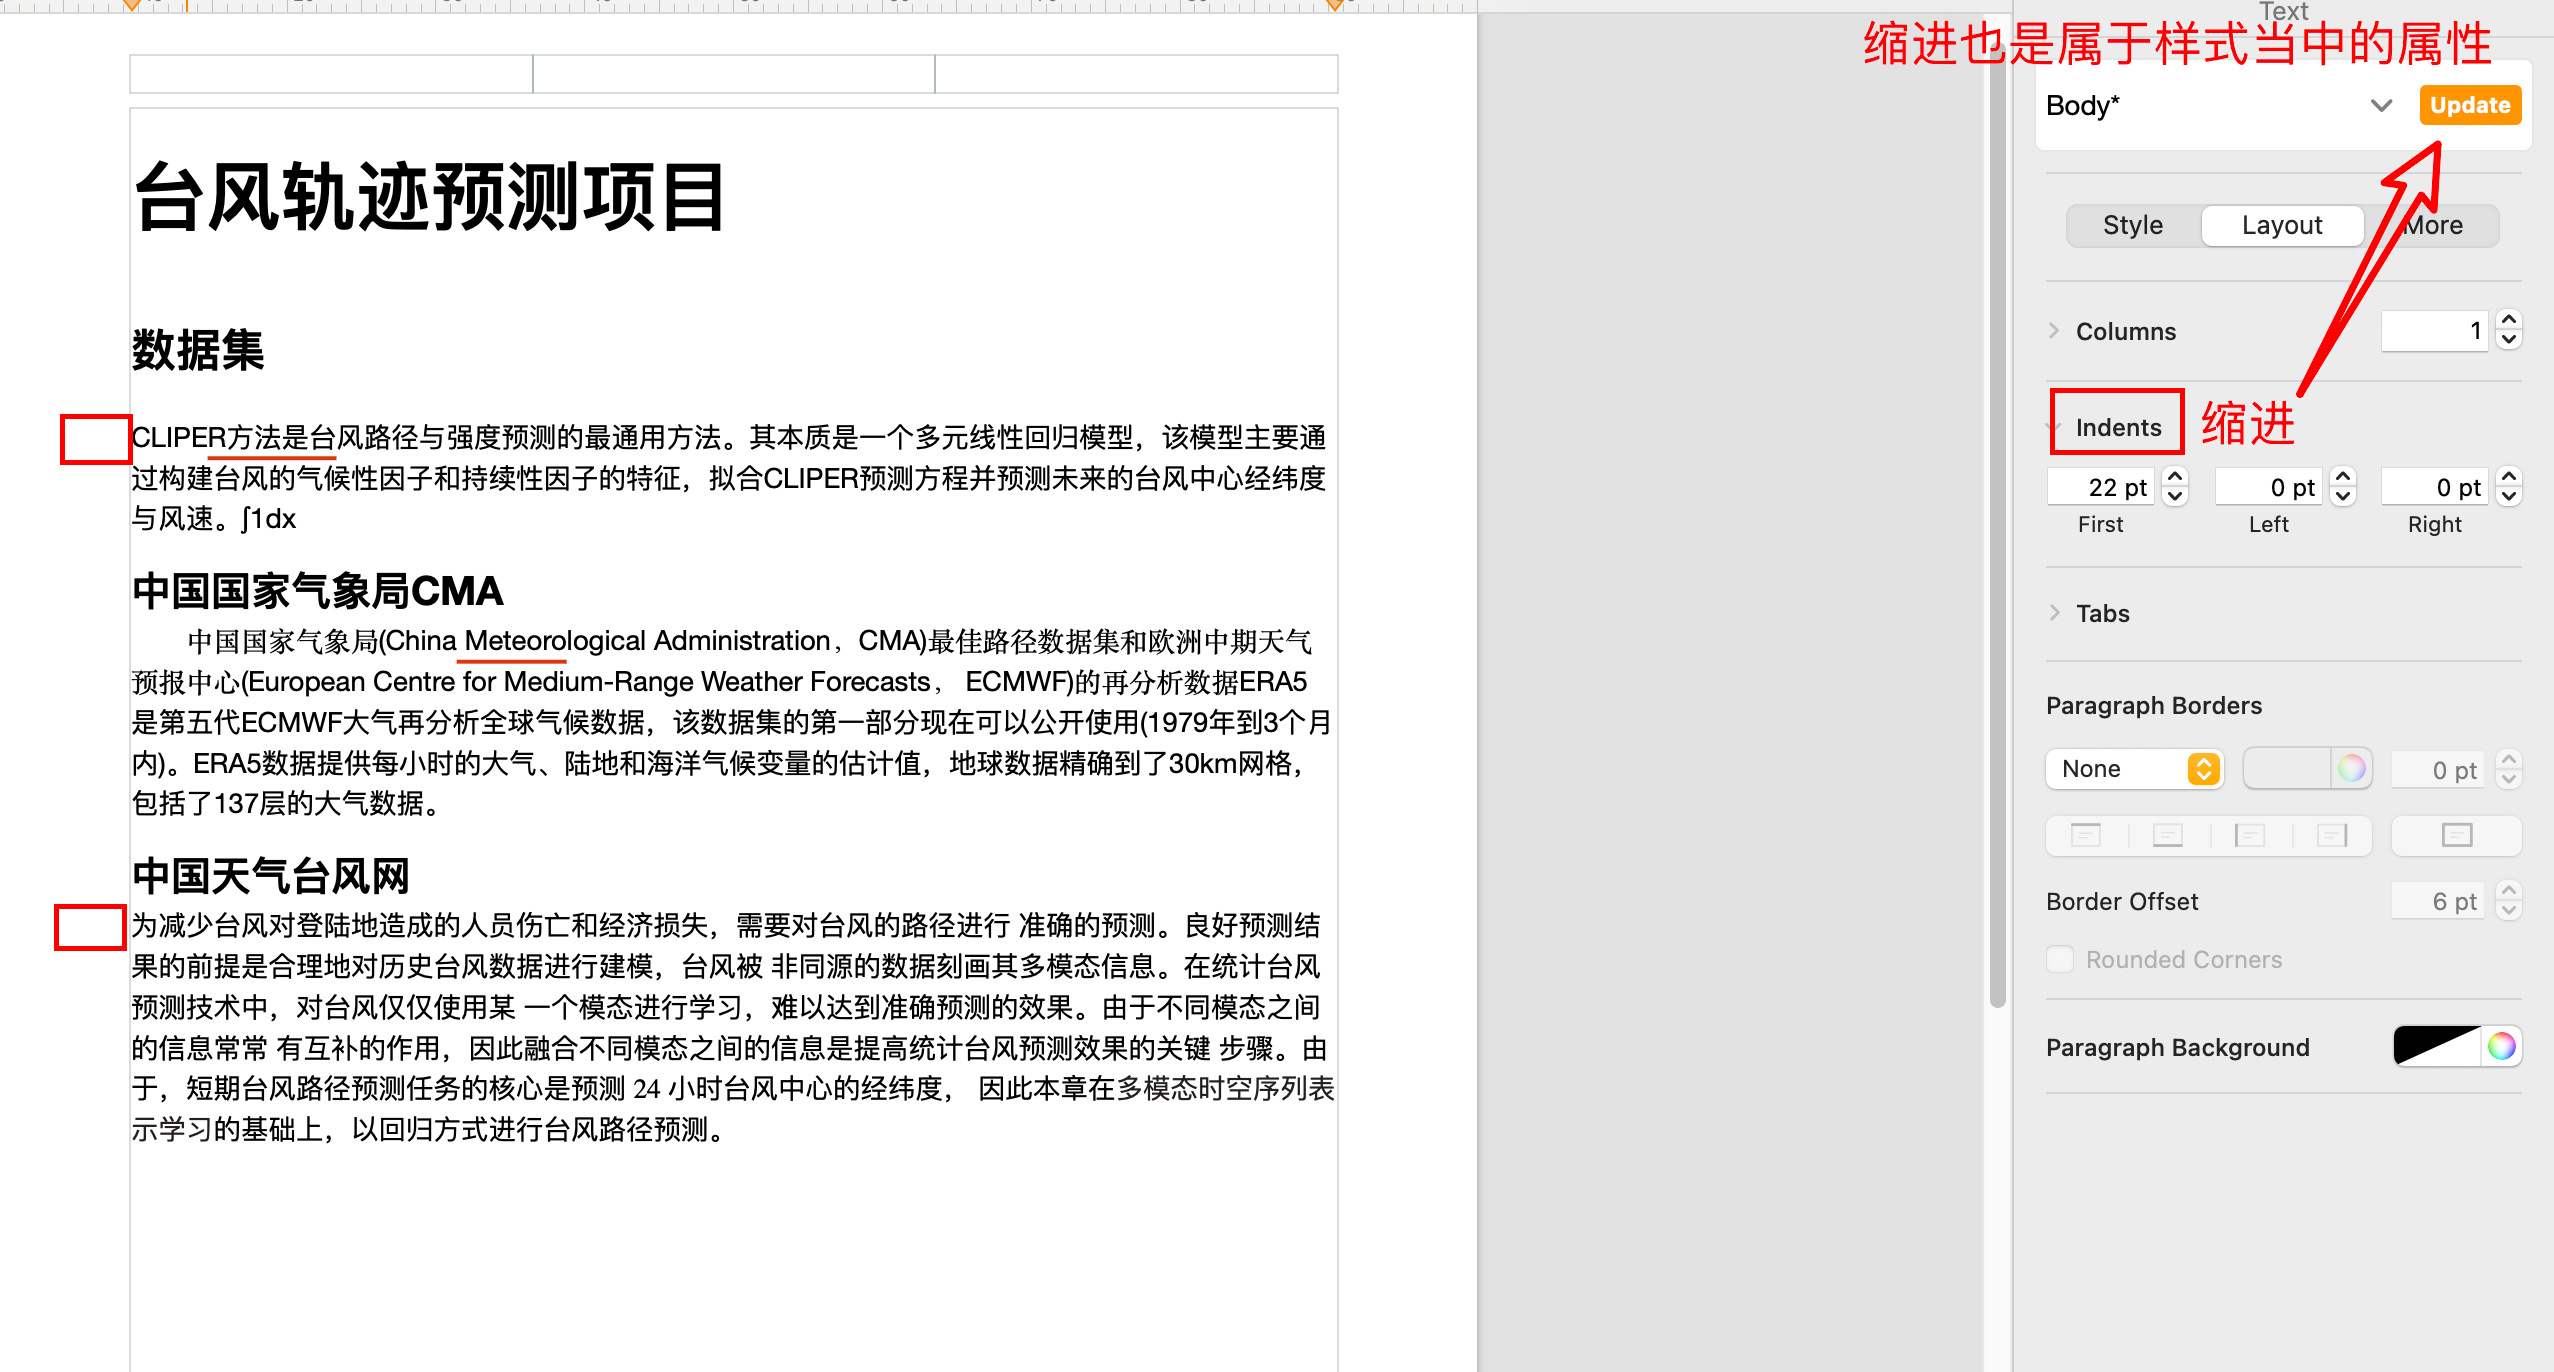 Text
缩进也是属于样式当中的属性
Body*
Update
Style
Layout
More
Columns
1
Indents
缩进
22 pt
0 pt
0 pt
First
Left
Right
Tabs
Paragraph Borders
None
0 pt
Border Offset
6 pt
Rounded Corners
Paragraph Background
台风轨迹预测项目
数据集
CLIPER方法是台风路径与强度预测的最通用方法。其本质是一个多元线性回归模型，该模型主要通
过构建台风的气候性因子和持续性因子的特征，拟合CLIPER预测方程并预测未来的台风中心经纬度
与风速。∫1dx
中国国家气象局CMA
中国国家气象局(China Meteorological Administration，CMA)最佳路径数据集和欧洲中期天气
预报中心(European Centre for Medium-Range Weather Forecasts， ECMWF)的再分析数据ERA5
是第五代ECMWF大气再分析全球气候数据，该数据集的第一部分现在可以公开使用(1979年到3个月
内)。ERA5数据提供每小时的大气、陆地和海洋气候变量的估计值，地球数据精确到了30km网格，
包括了137层的大气数据。
中国天气台风网
为减少台风对登陆地造成的人员伤亡和经济损失，需要对台风的路径进行 准确的预测。良好预测结
果的前提是合理地对历史台风数据进行建模，台风被 非同源的数据刻画其多模态信息。在统计台风
预测技术中，对台风仅仅使用某 一个模态进行学习，难以达到准确预测的效果。由于不同模态之间
的信息常常 有互补的作用，因此融合不同模态之间的信息是提高统计台风预测效果的关键 步骤。由
于，短期台风路径预测任务的核心是预测 24 小时台风中心的经纬度， 因此本章在多模态时空序列表
示学习的基础上，以回归方式进行台风路径预测。